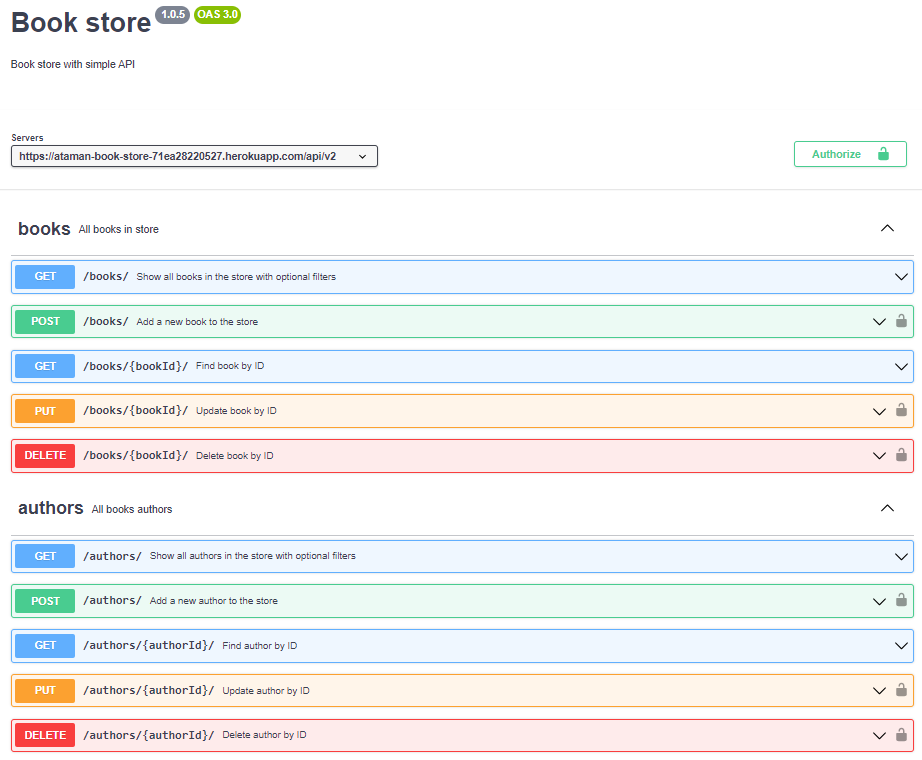 Book store 1.0.5 OAS 3.0
Book store with simple API
Servers
https://ataman-book-store-71ea28220527.herokuapp.com/api/v2
Authorize
books All books in store
GET /books/ Show all books in the store with optional filters
POST /books/ Add a new book to the store
GET /books/{bookId}/ Find book by ID
PUT /books/{bookId}/ Update book by ID
DELETE /books/{bookId}/ Delete book by ID
authors All books authors
GET /authors/ Show all authors in the store with optional filters
POST /authors/ Add a new author to the store
GET /authors/{authorId}/ Find author by ID
PUT /authors/{authorId}/ Update author by ID
DELETE /authors/{authorId}/ Delete author by ID